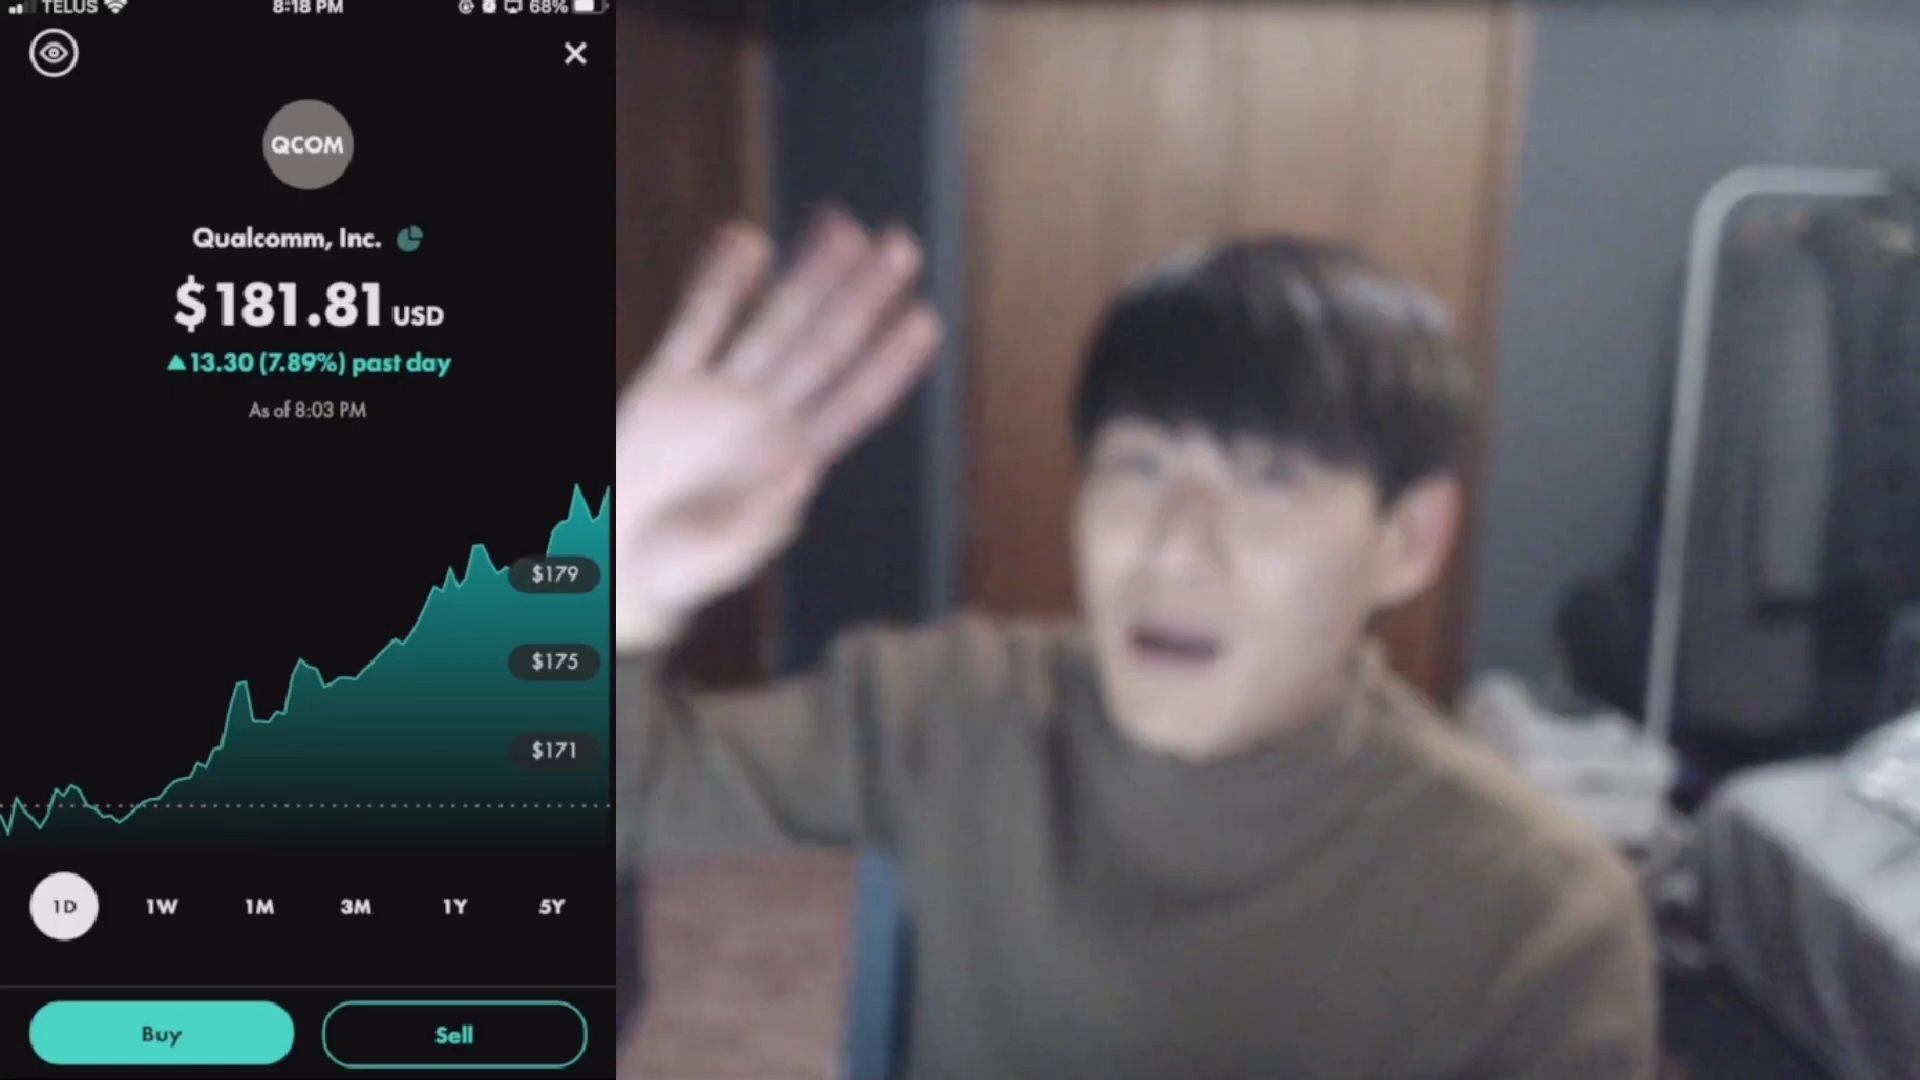 TELUS
8:18 PM
68%
QCOM
Qualcomm, Inc.
$181.81 USD
▲13.30 (7.89%) past day
As of 8:03 PM
$179
$175
$171
1D 1W 1M 3M 1Y 5Y
Buy Sell